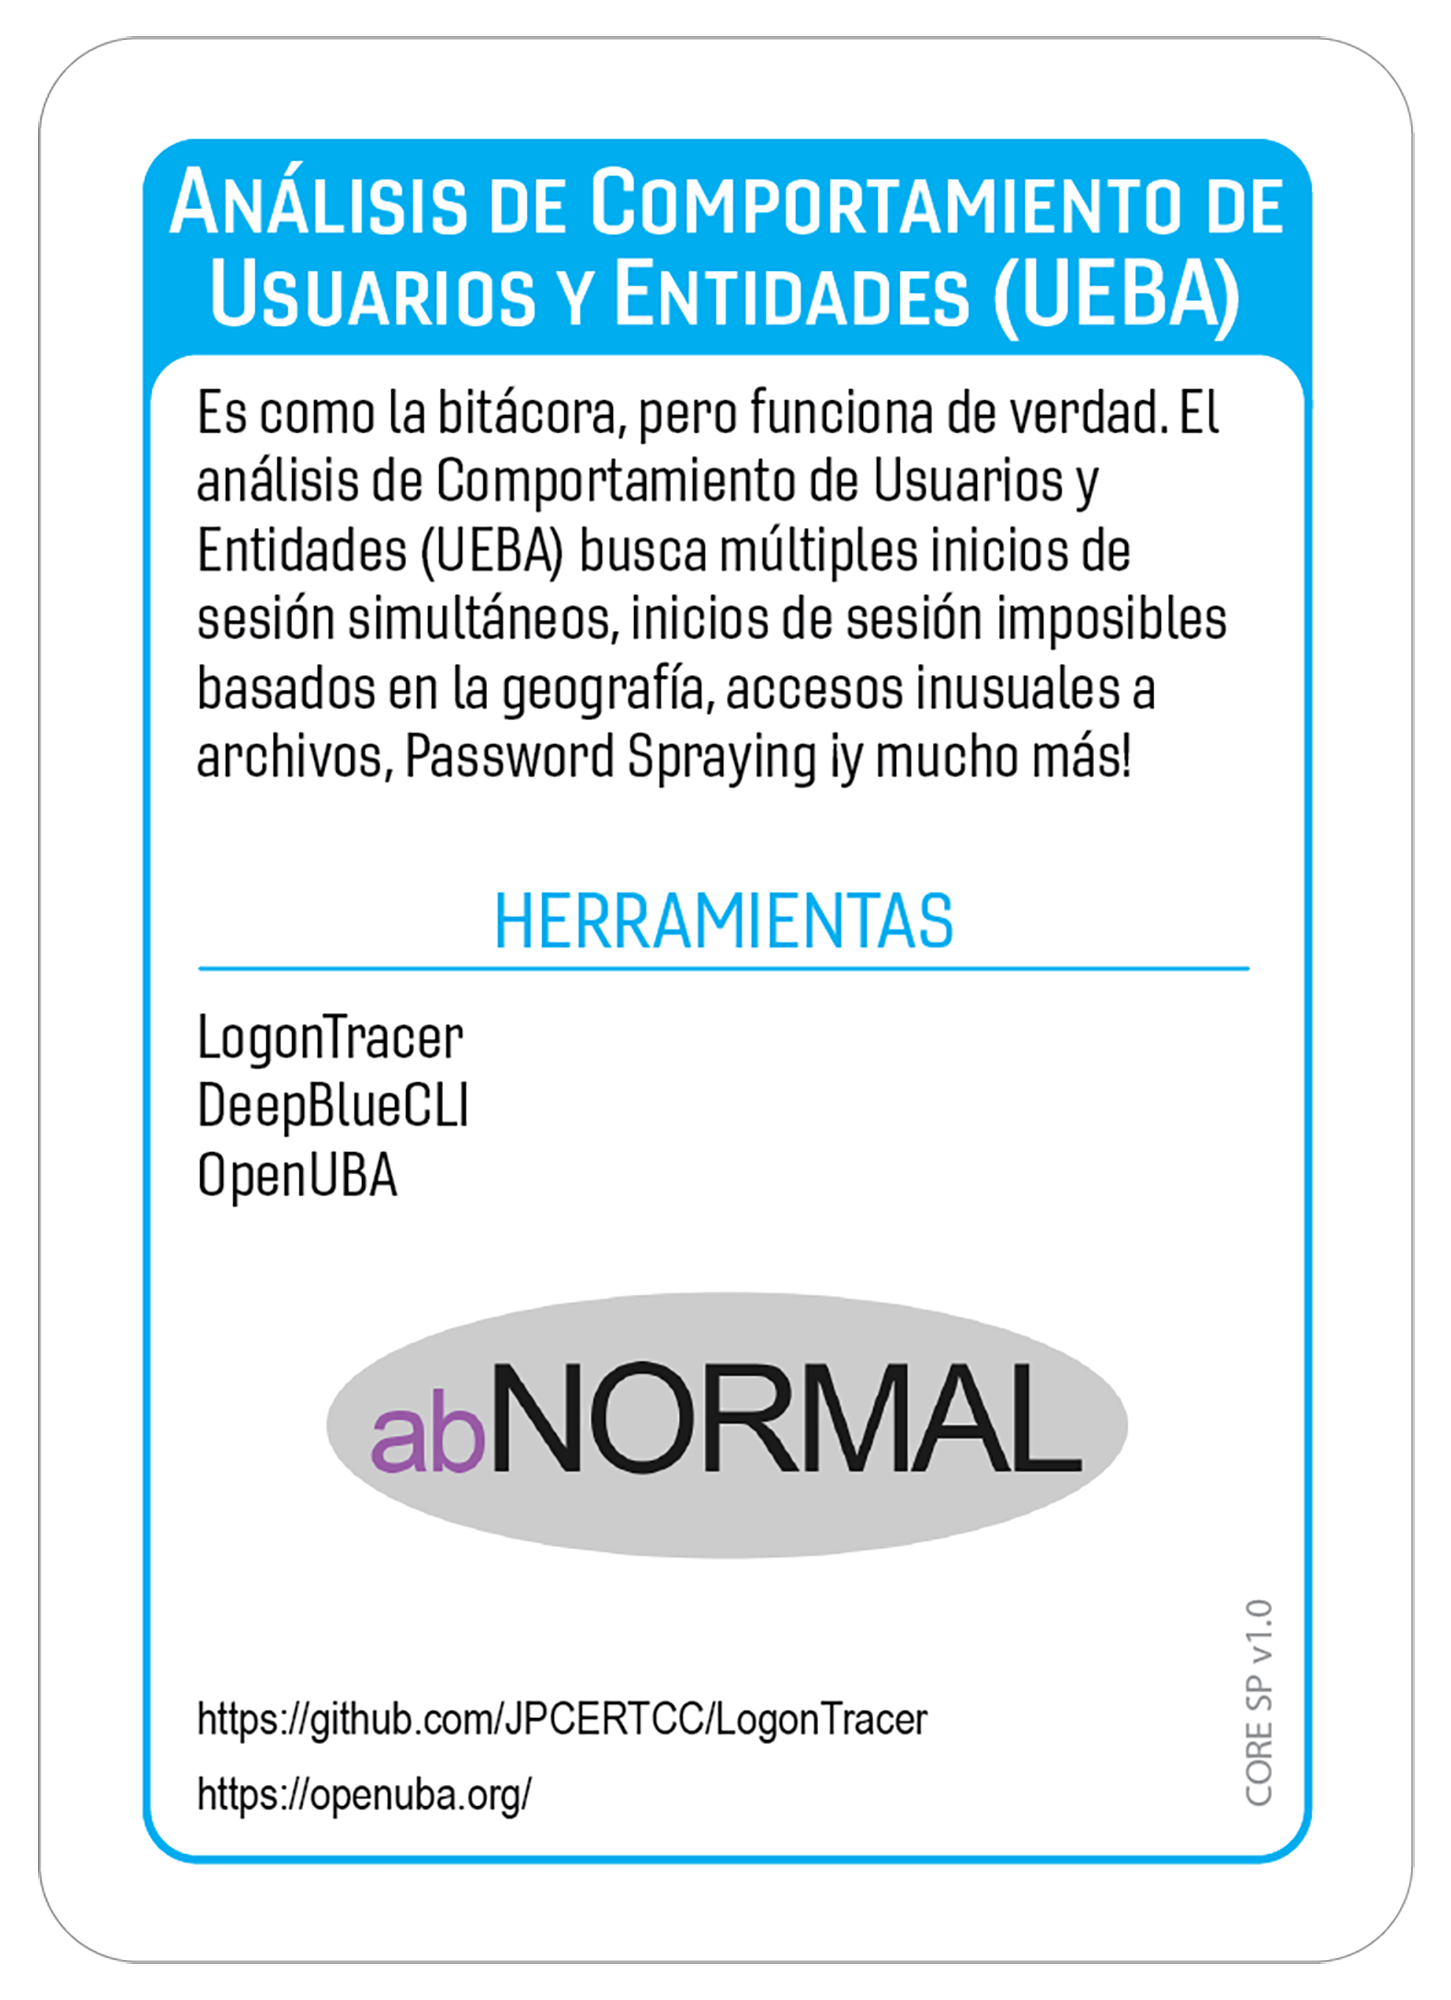 ANÁLISIS DE COMPORTAMIENTO DE
USUARIOS Y ENTIDADES (UEBA)
Es como la bitácora, pero funciona de verdad. El
análisis de Comportamiento de Usuarios y
Entidades (UEBA) busca múltiples inicios de
sesión simultáneos, inicios de sesión imposibles
basados en la geografía, accesos inusuales a
archivos, Password Spraying ¡y mucho más!
HERRAMIENTAS
LogonTracer
DeepBlueCLI
OpenUBA
abNORMAL
https://github.com/JPCERTCC/LogonTracer
https://openuba.org/
CORE SP v1.0